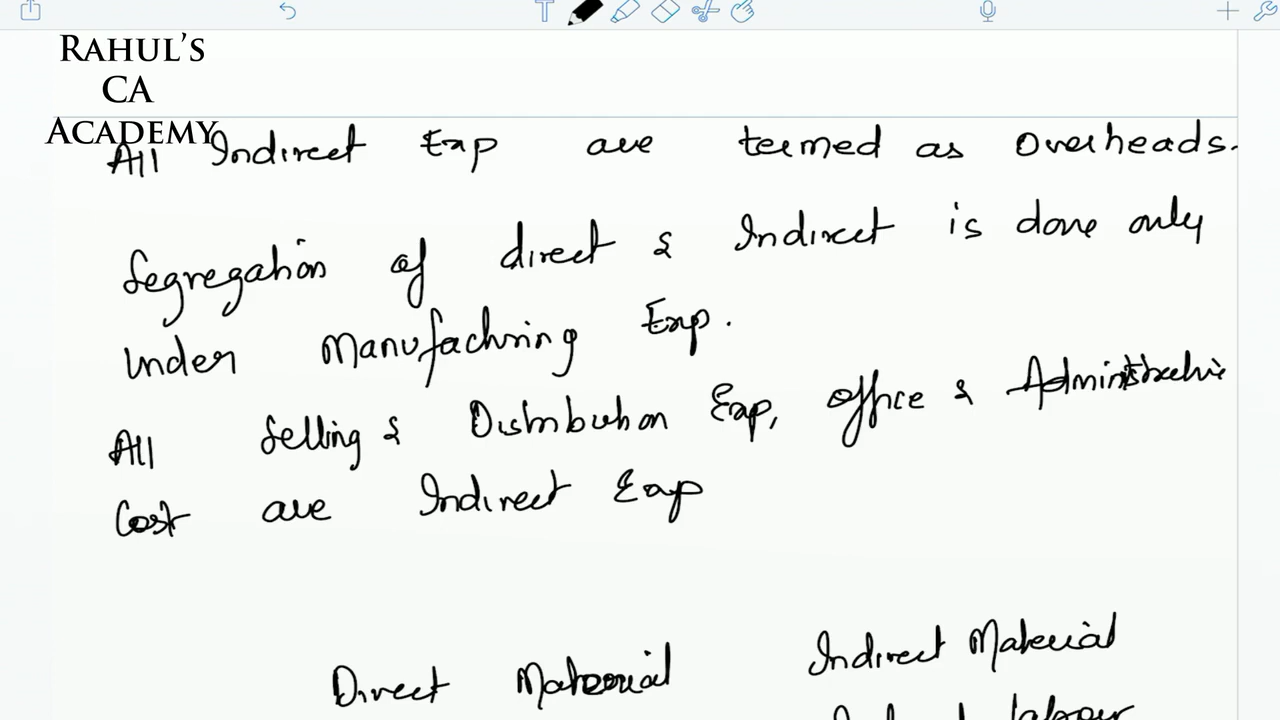 RAHUL'S
CA
ACADEMY
All Indirect Exp are termed as Overheads.
Segregation of direct & Indirect is done only
Under Manufacturing Exp.
All Selling & Distribution Exp, Office & Administrative
Cost are Indirect Exp
Direct Material Indirect Material
labour